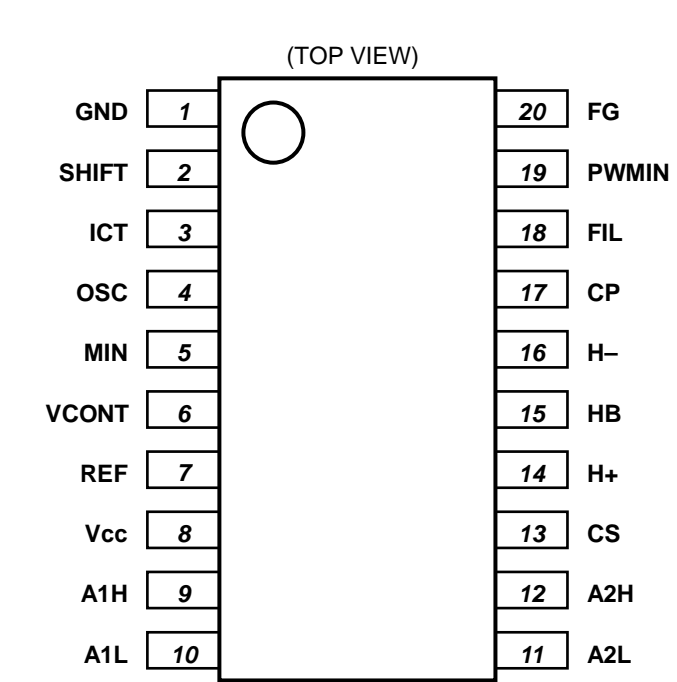 (TOP VIEW)
GND 1 20 FG
SHIFT 2 19 PWMIN
ICT 3 18 FIL
OSC 4 17 CP
MIN 5 16 H–
VCONT 6 15 HB
REF 7 14 H+
Vcc 8 13 CS
A1H 9 12 A2H
A1L 10 11 A2L